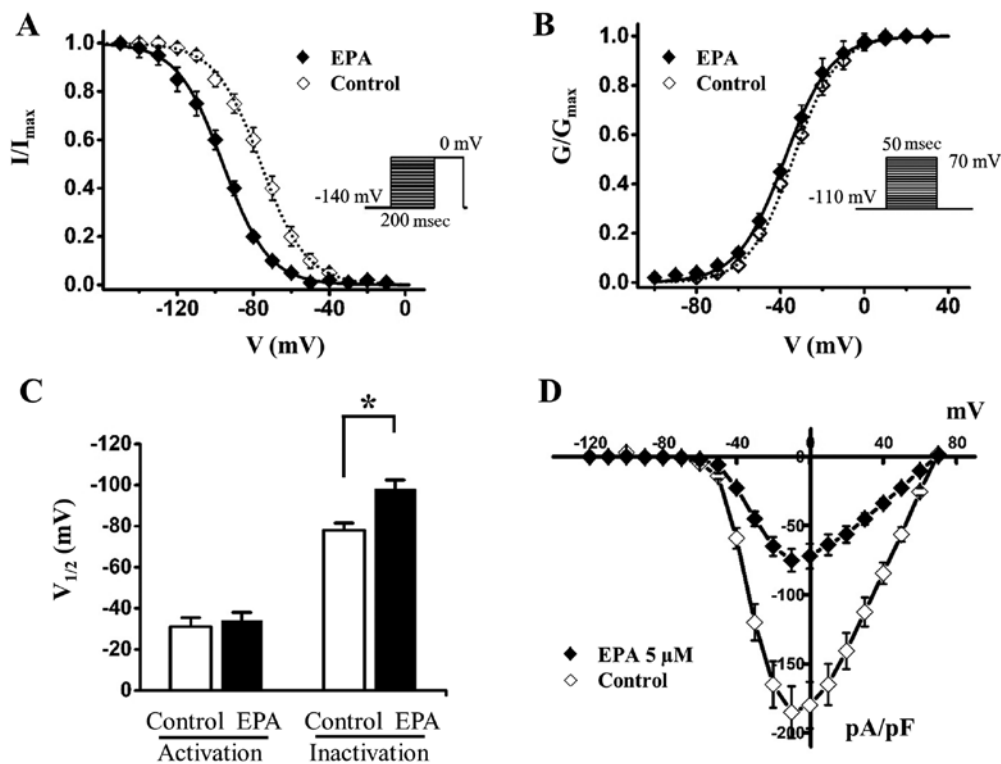 A
I/Imax
1.0
0.8
0.6
0.4
0.2
0.0
EPA
Control
0 mV
-140 mV
200 msec
-120
-80
-40
0
V (mV)
B
G/Gmax
1.0
0.8
0.6
0.4
0.2
0.0
EPA
Control
50 msec
70 mV
-110 mV
-80
-40
0
40
V (mV)
C
V1/2 (mV)
-120
-100
-80
-60
-40
-20
0
*
Control EPA
Control EPA
Activation
Inactivation
D
mV
-120
-80
-40
0
40
80
-50
-100
-150
-200
EPA 5 µM
Control
pA/pF